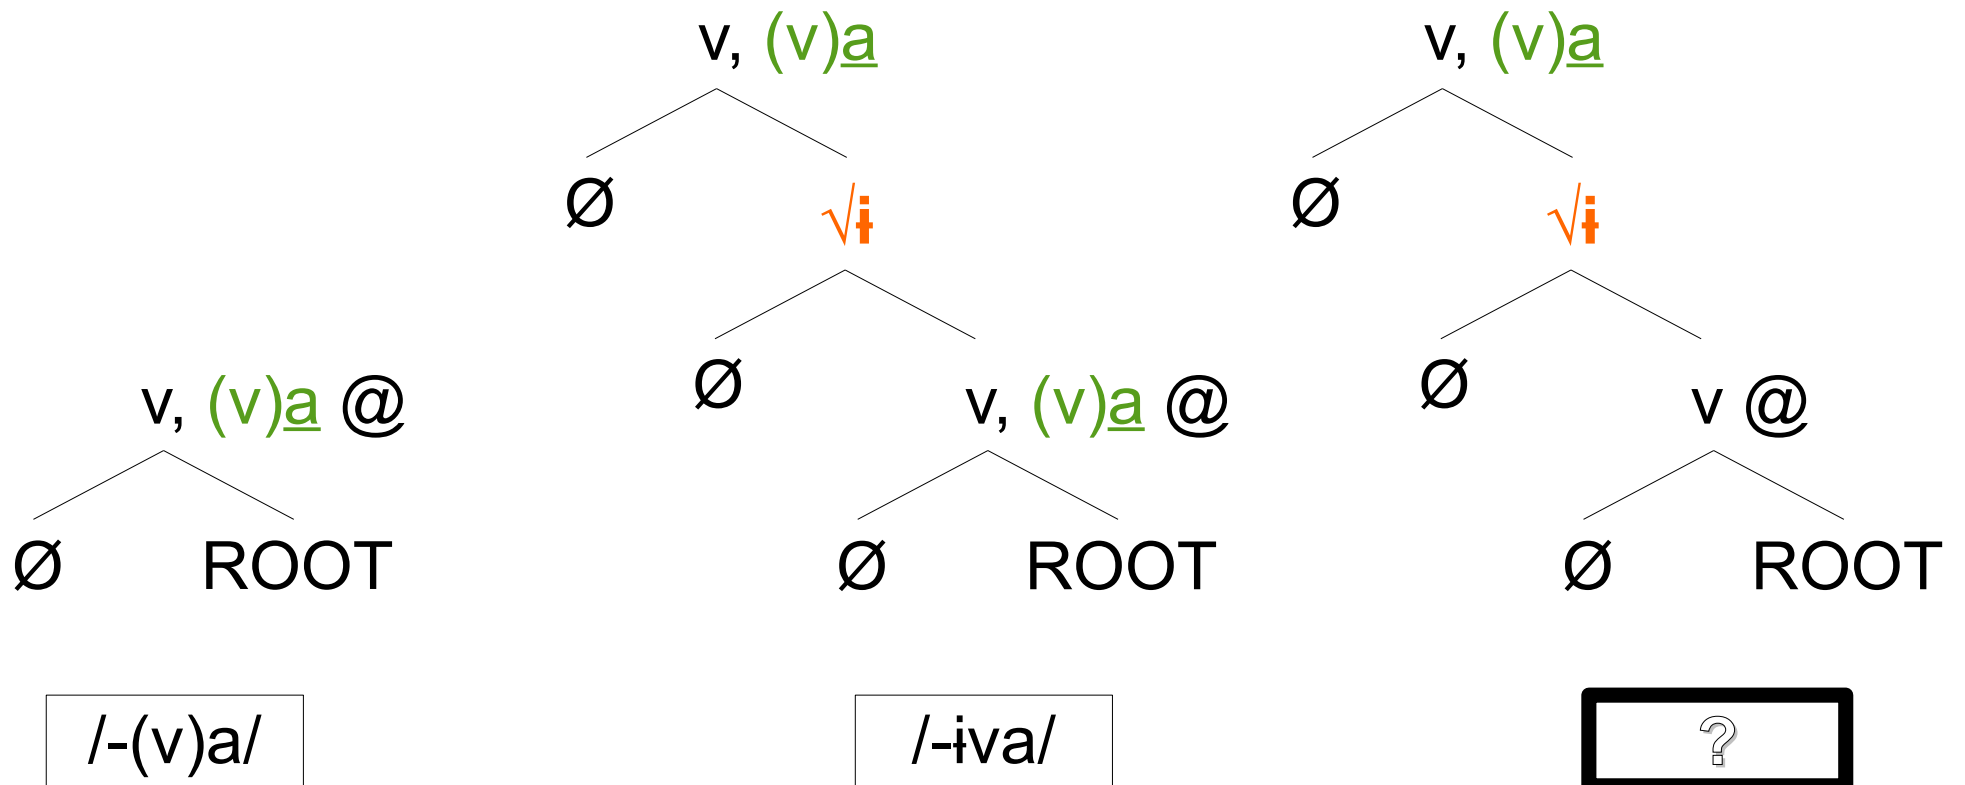 v, (v)a v, (v)a
Ø √ɨ Ø √ɨ
v, (v)a @ Ø v, (v)a @ Ø v @
Ø ROOT Ø ROOT Ø ROOT
/-(v)a/ /-ɨva/ ?